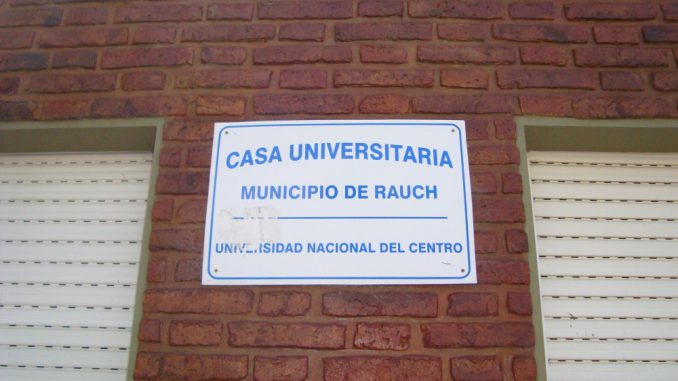 CASA UNIVERSITARIA
MUNICIPIO DE RAUCH
UNIVERSIDAD NACIONAL DEL CENTRO